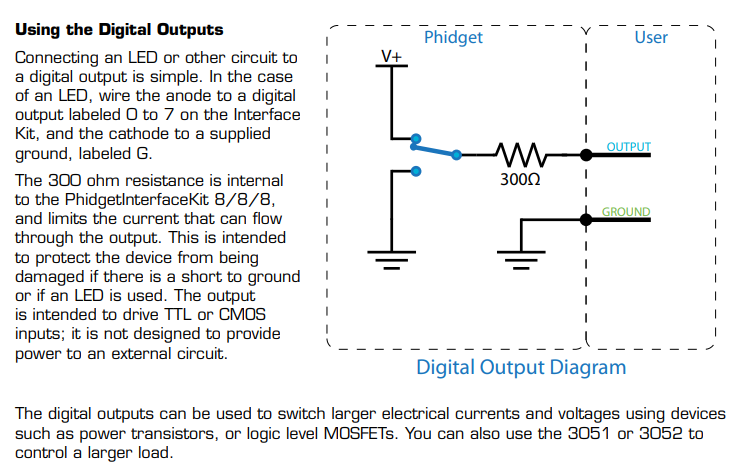 Using the Digital Outputs
Connecting an LED or other circuit to
a digital output is simple. In the case
of an LED, wire the anode to a digital
output labeled 0 to 7 on the Interface
Kit, and the cathode to a supplied
ground, labeled G.
The 300 ohm resistance is internal
to the PhidgetInterfaceKit 8/8/8,
and limits the current that can flow
through the output. This is intended
to protect the device from being
damaged if there is a short to ground
or if an LED is used. The output
is intended to drive TTL or CMOS
inputs; it is not designed to provide
power to an external circuit.
Phidget
User
V+
OUTPUT
300Ω
GROUND
Digital Output Diagram
The digital outputs can be used to switch larger electrical currents and voltages using devices
such as power transistors, or logic level MOSFETs. You can also use the 3051 or 3052 to
control a larger load.